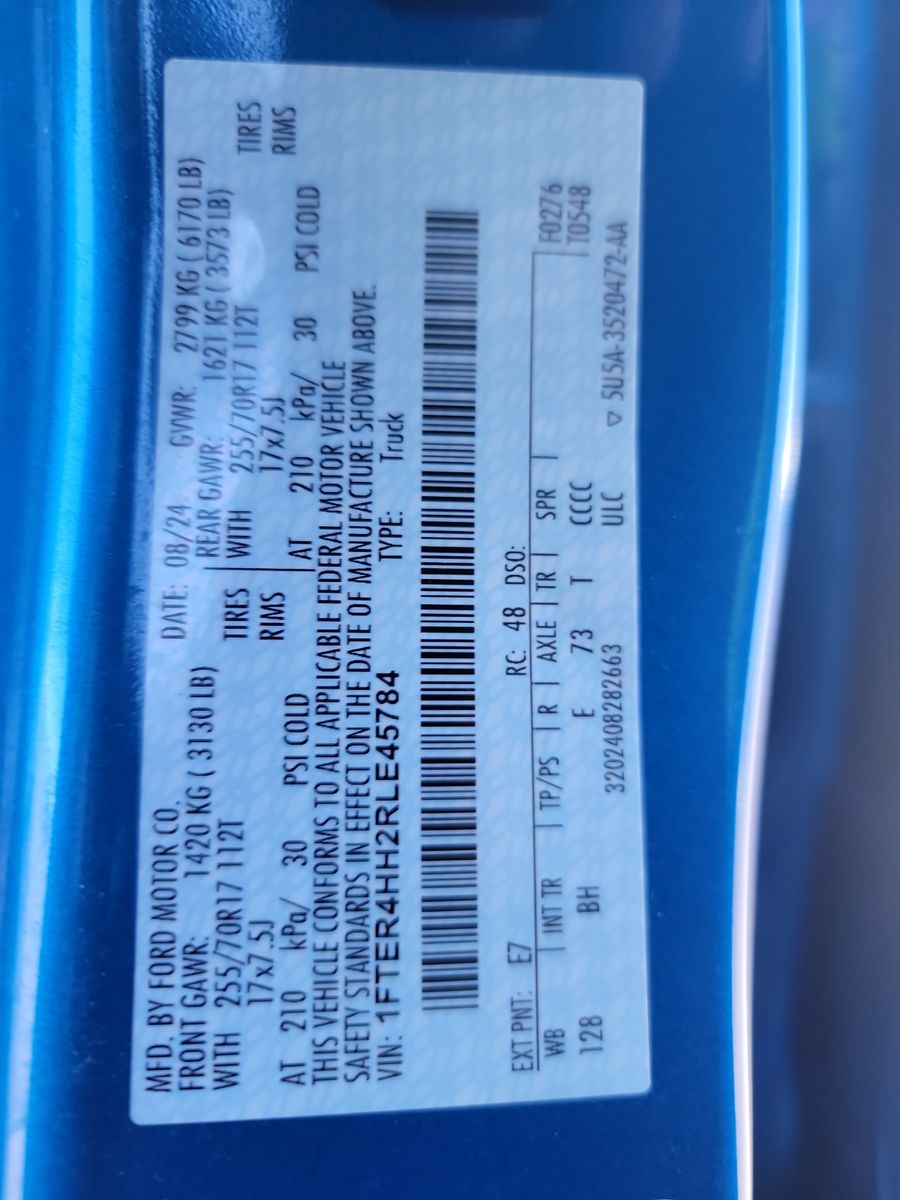 MFD. BY FORD MOTOR CO.
DATE: 08/24 GVWR: 2799 KG ( 6170 LB)
FRONT GAWR: 1420 KG ( 3130 LB) REAR GAWR: 1621 KG ( 3573 LB)
WITH 255/70R17 112T TIRES WITH 255/70R17 112T TIRES
17x7.5J RIMS 17x7.5J RIMS
AT 210 kPa/ 30 PSI COLD AT 210 kPa/ 30 PSI COLD
THIS VEHICLE CONFORMS TO ALL APPLICABLE FEDERAL MOTOR VEHICLE
SAFETY STANDARDS IN EFFECT ON THE DATE OF MANUFACTURE SHOWN ABOVE.
VIN: 1FTER4HH2RLE45784 TYPE: Truck
EXT PNT: E7 RC: 48 DSO: F0276
WB INT TR TP/PS R AXLE TR SPR T0548
128 BH E 73 T CCCC
3202408282663 ULC ▽ 5U5A-3520472-AA